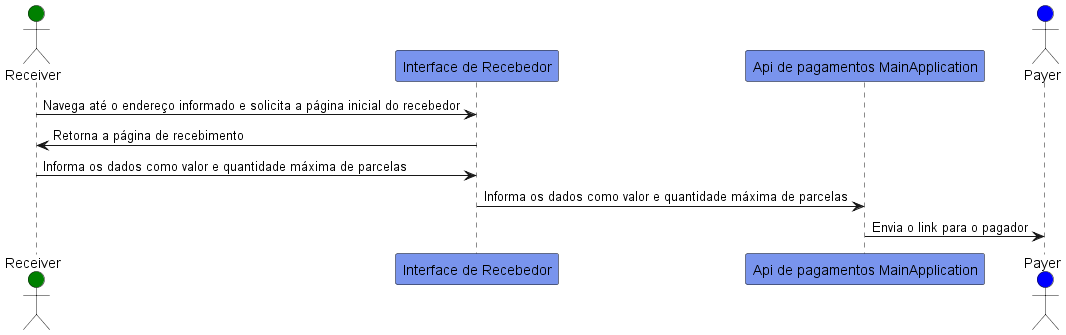 Receiver
Interface de Recebedor
Api de pagamentos MainApplication
Payer
Navega até o endereço informado e solicita a página inicial do recebedor
Retorna a página de recebimento
Informa os dados como valor e quantidade máxima de parcelas
Informa os dados como valor e quantidade máxima de parcelas
Envia o link para o pagador
Receiver
Interface de Recebedor
Api de pagamentos MainApplication
Payer